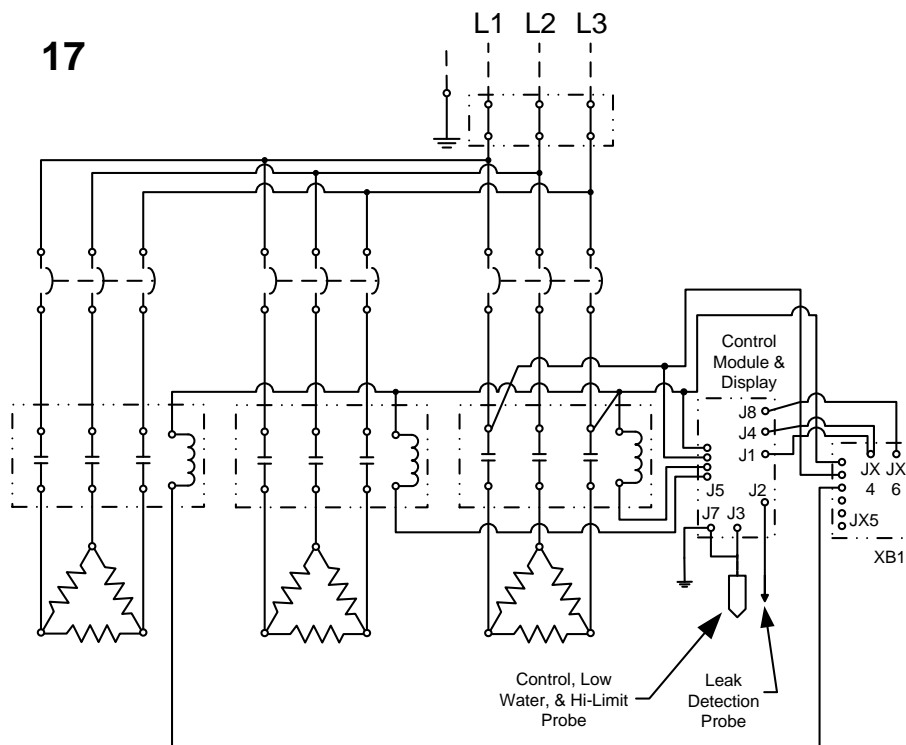 17
L1 L2 L3
Control
Module &
Display
J8
J4
J1
J5 J2
J7 J3
JX JX
4 6
JX5
XB1
Control, Low
Water, & Hi-Limit
Probe
Leak
Detection
Probe